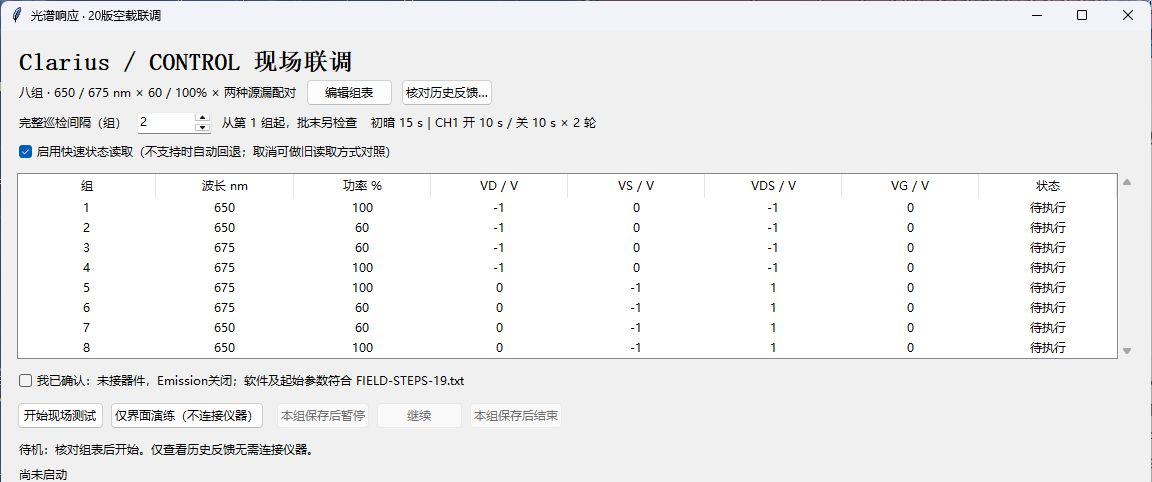 光谱响应 · 20版空载联调
Clarius / CONTROL 现场联调
八组 · 650 / 675 nm × 60 / 100% × 两种源漏配对 编辑组表 核对历史反馈...
完整巡检间隔（组） 2 从第 1 组起，批末另检查 初暗 15 s | CH1 开 10 s / 关 10 s × 2 轮
启用快速状态读取（不支持时自动回退；取消可做旧读取方式对照）
组 波长 nm 功率 % VD / V VS / V VDS / V VG / V 状态
1 650 100 -1 0 -1 0 待执行
2 650 60 -1 0 -1 0 待执行
3 675 60 -1 0 -1 0 待执行
4 675 100 -1 0 -1 0 待执行
5 675 100 0 -1 1 0 待执行
6 675 60 0 -1 1 0 待执行
7 650 60 0 -1 1 0 待执行
8 650 100 0 -1 1 0 待执行
我已确认：未接器件，Emission关闭；软件及起始参数符合 FIELD-STEPS-19.txt
开始现场测试 仅界面演练（不连接仪器） 本组保存后暂停 继续 本组保存后结束
待机：核对组表后开始。仅查看历史反馈无需连接仪器。
尚未启动